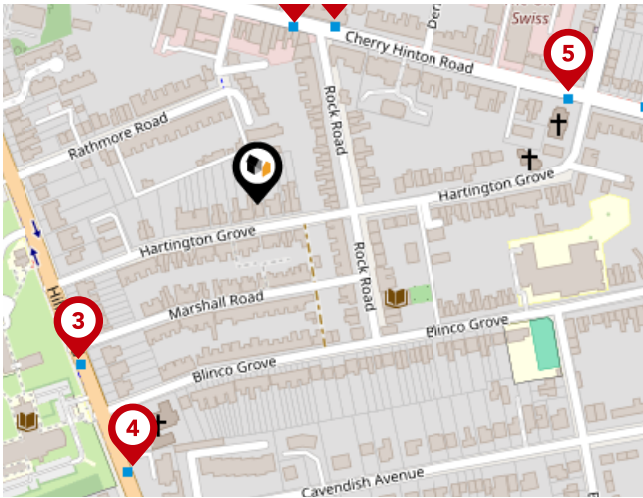 Swiss
Cherry Hinton Road
5
Rock Road
Rathmore Road
Hartington Grove
Hartington Grove
Rock Road
Marshall Road
3
Blinco Grove
Blinco Grove
4
Cavendish Avenue